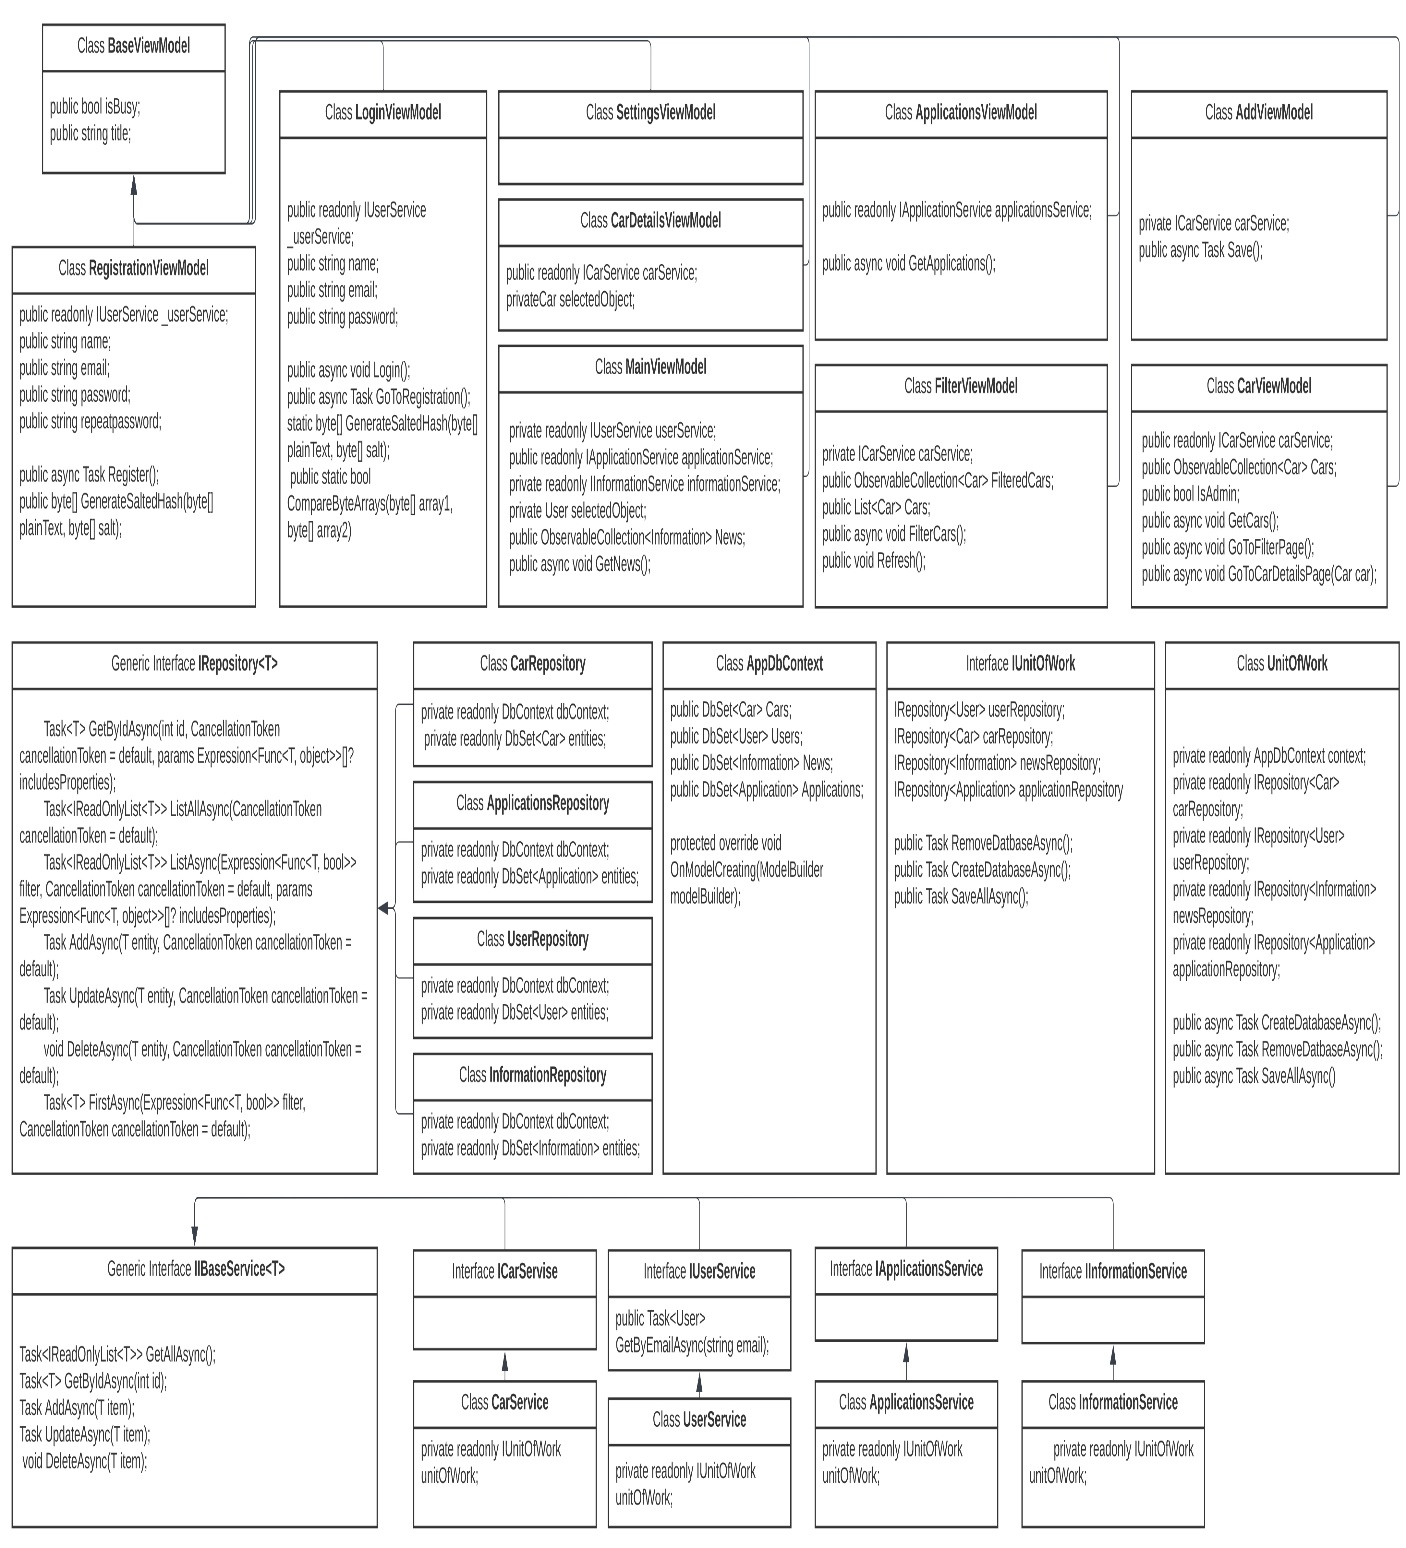 Class BaseViewModel
public bool isBusy;
public string title;
Class RegistrationViewModel
public readonly IUserService _userService;
public string name;
public string email;
public string password;
public string repeatpassword;
public async Task Register();
public byte[] GenerateSaltedHash(byte[]
plainText, byte[] salt);
Class LoginViewModel
public readonly IUserService
_userService;
public string name;
public string email;
public string password;
public async void Login();
public async Task GoToRegistration();
static byte[] GenerateSaltedHash(byte[]
plainText, byte[] salt);
public static bool
CompareByteArrays(byte[] array1,
byte[] array2)
Class SettingsViewModel
Class CarDetailsViewModel
public readonly ICarService carService;
privateCar selectedObject;
Class MainViewModel
private readonly IUserService userService;
public readonly IApplicationService applicationService;
private readonly IInformationService informationService;
private User selectedObject;
public ObservableCollection<Information> News;
public async void GetNews();
Class ApplicationsViewModel
public readonly IApplicationService applicationsService;
public async void GetApplications();
Class FilterViewModel
private ICarService carService;
public ObservableCollection<Car> FilteredCars;
public List<Car> Cars;
public async void FilterCars();
public void Refresh();
Class AddViewModel
private ICarService carService;
public async Task Save();
Class CarViewModel
public readonly ICarService carService;
public ObservableCollection<Car> Cars;
public bool IsAdmin;
public async void GetCars();
public async void GoToFilterPage();
public async void GoToCarDetailsPage(Car car);
Generic Interface IRepository<T>
Task<T> GetByIdAsync(int id, CancellationToken
cancellationToken = default, params Expression<Func<T, object>>[]?
includesProperties);
Task<IReadOnlyList<T>> ListAllAsync(CancellationToken
cancellationToken = default);
Task<IReadOnlyList<T>> ListAsync(Expression<Func<T, bool>>
filter, CancellationToken cancellationToken = default, params
Expression<Func<T, object>>[]? includesProperties);
Task AddAsync(T entity, CancellationToken cancellationToken =
default);
Task UpdateAsync(T entity, CancellationToken cancellationToken =
default);
void DeleteAsync(T entity, CancellationToken cancellationToken =
default);
Task<T> FirstAsync(Expression<Func<T, bool>> filter,
CancellationToken cancellationToken = default);
Class CarRepository
private readonly DbContext dbContext;
private readonly DbSet<Car> entities;
Class ApplicationsRepository
private readonly DbContext dbContext;
private readonly DbSet<Application> entities;
Class UserRepository
private readonly DbContext dbContext;
private readonly DbSet<User> entities;
Class InformationRepository
private readonly DbContext dbContext;
private readonly DbSet<Information> entities;
Class AppDbContext
public DbSet<Car> Cars;
public DbSet<User> Users;
public DbSet<Information> News;
public DbSet<Application> Applications;
protected override void
OnModelCreating(ModelBuilder
modelBuilder);
Interface IUnitOfWork
IRepository<User> userRepository;
IRepository<Car> carRepository;
IRepository<Information> newsRepository;
IRepository<Application> applicationRepository
public Task RemoveDatbaseAsync();
public Task CreateDatabaseAsync();
public Task SaveAllAsync();
Class UnitOfWork
private readonly AppDbContext context;
private readonly IRepository<Car>
carRepository;
private readonly IRepository<User>
userRepository;
private readonly IRepository<Information>
newsRepository;
private readonly IRepository<Application>
applicationRepository;
public async Task CreateDatabaseAsync();
public async Task RemoveDatbaseAsync();
public async Task SaveAllAsync()
Generic Interface IIBaseService<T>
Task<IReadOnlyList<T>> GetAllAsync();
Task<T> GetByIdAsync(int id);
Task AddAsync(T item);
Task UpdateAsync(T item);
void DeleteAsync(T item);
Interface ICarServise
Class CarService
private readonly IUnitOfWork
unitOfWork;
Interface IUserService
public Task<User>
GetByEmailAsync(string email);
Class UserService
private readonly IUnitOfWork
unitOfWork;
Interface IApplicationsService
Class ApplicationsService
private readonly IUnitOfWork
unitOfWork;
Interface IInformationService
Class InformationService
private readonly IUnitOfWork
unitOfWork;